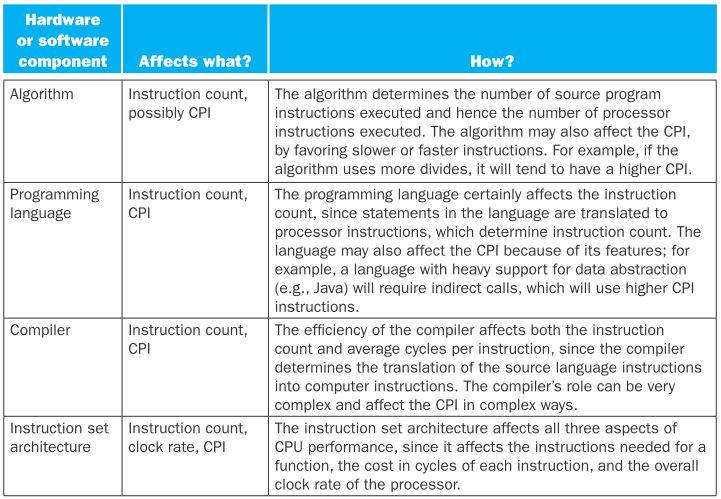 Hardware
or software
component
Affects what?
How?
Algorithm
Instruction count,
possibly CPI
The algorithm determines the number of source program
instructions executed and hence the number of processor
instructions executed. The algorithm may also affect the CPI,
by favoring slower or faster instructions. For example, if the
algorithm uses more divides, it will tend to have a higher CPI.
Programming
language
Instruction count,
CPI
The programming language certainly affects the instruction
count, since statements in the language are translated to
processor instructions, which determine instruction count. The
language may also affect the CPI because of its features; for
example, a language with heavy support for data abstraction
(e.g., Java) will require indirect calls, which will use higher CPI
instructions.
Compiler
Instruction count,
CPI
The efficiency of the compiler affects both the instruction
count and average cycles per instruction, since the compiler
determines the translation of the source language instructions
into computer instructions. The compiler's role can be very
complex and affect the CPI in complex ways.
Instruction set
architecture
Instruction count,
clock rate, CPI
The instruction set architecture affects all three aspects of
CPU performance, since it affects the instructions needed for a
function, the cost in cycles of each instruction, and the overall
clock rate of the processor.